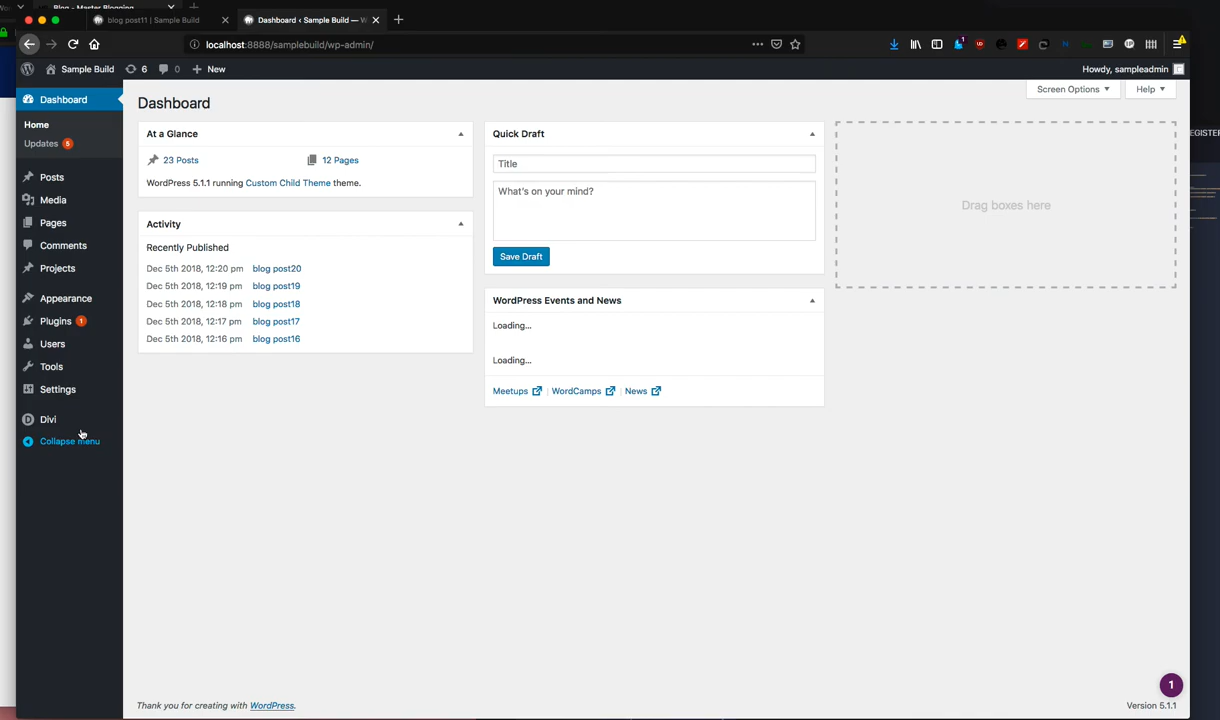 Blog - Master Blogging
blog post11 | Sample Build
Dashboard ‹ Sample Build — W
localhost:8888/samplebuild/wp-admin/
Sample Build 6 0 New
Howdy, sampleadmin
Dashboard
Home
Updates 5
Posts
Media
Pages
Comments
Projects
Appearance
Plugins 1
Users
Tools
Settings
Divi
Collapse menu
Dashboard
Screen Options
Help
At a Glance
23 Posts
12 Pages
WordPress 5.1.1 running Custom Child Theme theme.
Activity
Recently Published
Dec 5th 2018, 12:20 pm blog post20
Dec 5th 2018, 12:19 pm blog post19
Dec 5th 2018, 12:18 pm blog post18
Dec 5th 2018, 12:17 pm blog post17
Dec 5th 2018, 12:16 pm blog post16
Quick Draft
Title
What's on your mind?
Save Draft
WordPress Events and News
Loading...
Loading...
Meetups | WordCamps | News
Drag boxes here
EGISTER
1
Thank you for creating with WordPress.
Version 5.1.1